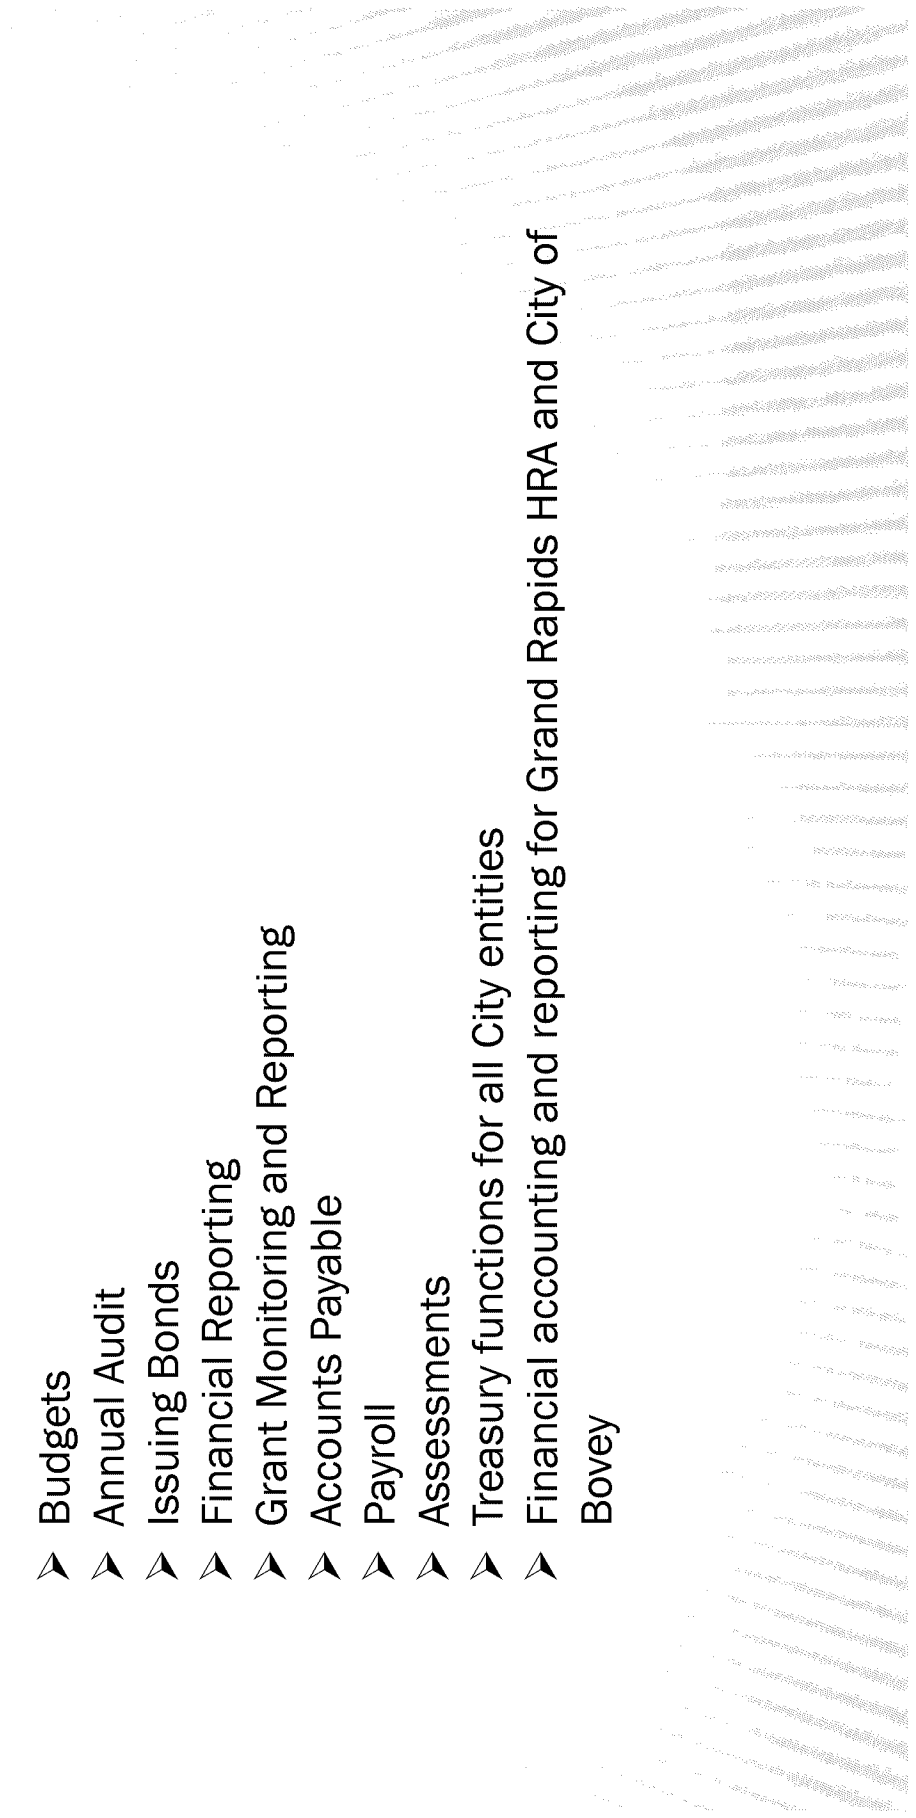 ➢ Budgets
➢ Annual Audit
➢ Issuing Bonds
➢ Financial Reporting
➢ Grant Monitoring and Reporting
➢ Accounts Payable
➢ Payroll
➢ Assessments
➢ Treasury functions for all City entities
➢ Financial accounting and reporting for Grand Rapids HRA and City of
Bovey